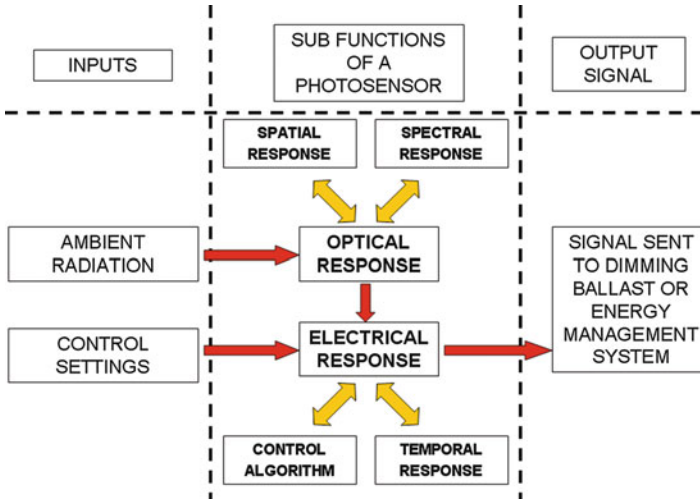 INPUTS
SUB FUNCTIONS
OF A
PHOTOSENSOR
OUTPUT
SIGNAL
SPATIAL
RESPONSE
SPECTRAL
RESPONSE
AMBIENT
RADIATION
OPTICAL
RESPONSE
SIGNAL SENT
TO DIMMING
BALLAST OR
ENERGY
MANAGEMENT
SYSTEM
CONTROL
SETTINGS
ELECTRICAL
RESPONSE
CONTROL
ALGORITHM
TEMPORAL
RESPONSE